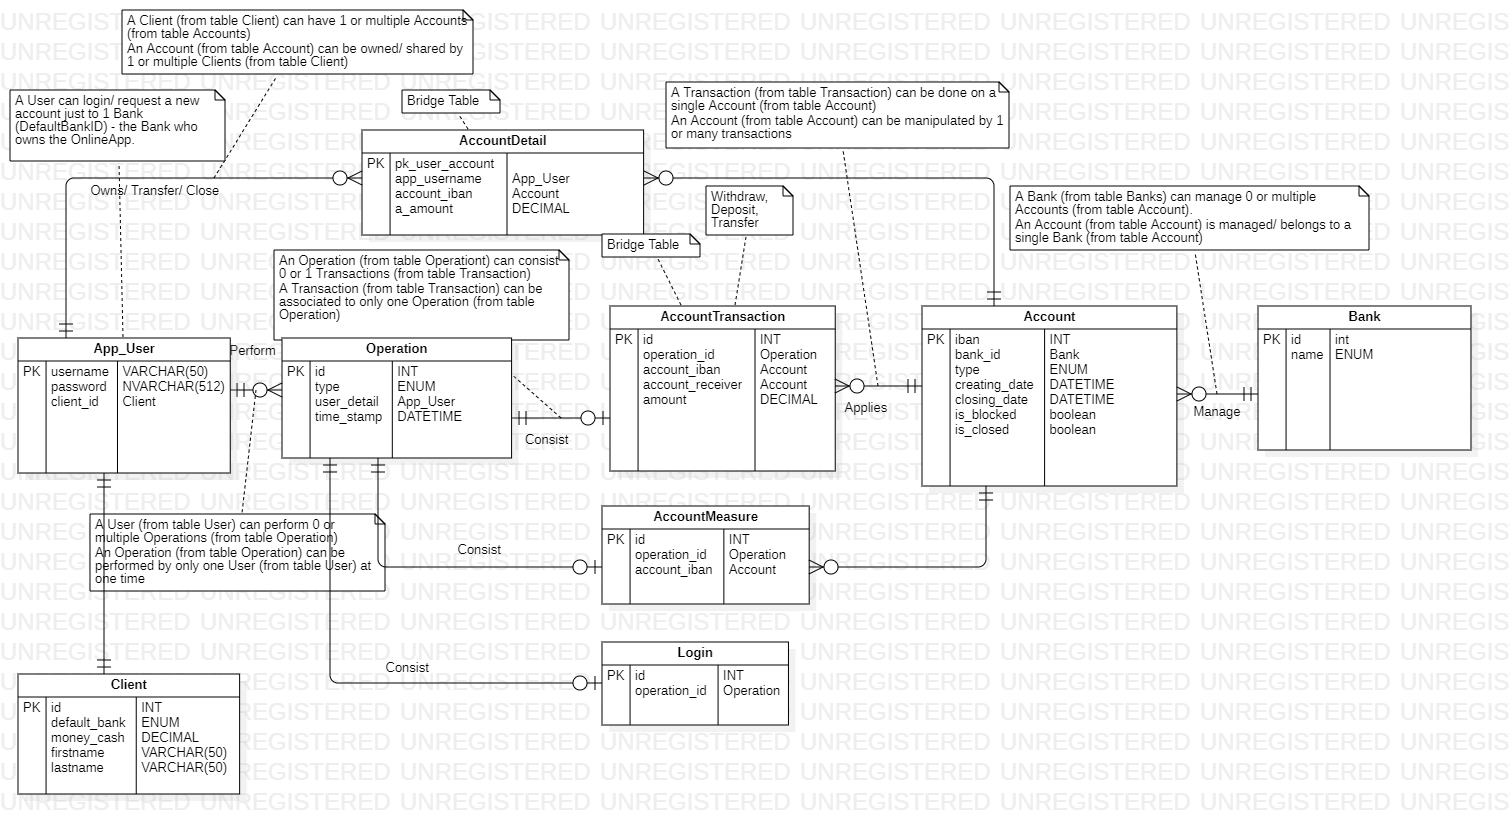 A Client (from table Client) can have 1 or multiple Accounts
(from table Accounts)
An Account (from table Account) can be owned/ shared by
1 or multiple Clients (from table Client)
A User can login/ request a new
account just to 1 Bank
(DefaultBankID) - the Bank who
owns the OnlineApp.
Bridge Table
A Transaction (from table Transaction) can be done on a
single Account (from table Account)
An Account (from table Account) can be manipulated by 1
or many transactions
AccountDetail
PK pk_user_account
app_username App_User
account_iban Account
a_amount DECIMAL
Owns/ Transfer/ Close
Withdraw,
Deposit,
Transfer
A Bank (from table Banks) can manage 0 or multiple
Accounts (from table Account).
An Account (from table Account) is managed/ belongs to a
single Bank (from table Account)
Bridge Table
An Operation (from table Operationt) can consist
0 or 1 Transactions (from table Transaction)
A Transaction (from table Transaction) can be
associated to only one Operation (from table
Operation)
App_User
PK username VARCHAR(50)
password NVARCHAR(512)
client_id Client
Perform
Operation
PK id INT
type ENUM
user_detail App_User
time_stamp DATETIME
Consist
AccountTransaction
PK id INT
operation_id Operation
account_iban Account
account_receiver Account
amount DECIMAL
Applies
Account
PK iban INT
bank_id Bank
type ENUM
creating_date DATETIME
closing_date DATETIME
is_blocked boolean
is_closed boolean
Manage
Bank
PK id int
name ENUM
A User (from table User) can perform 0 or
multiple Operations (from table Operation)
An Operation (from table Operation) can be
performed by only one User (from table User) at
one time
Consist
AccountMeasure
PK id INT
operation_id Operation
account_iban Account
Consist
Login
PK id INT
operation_id Operation
Client
PK id INT
default_bank ENUM
money_cash DECIMAL
firstname VARCHAR(50)
lastname VARCHAR(50)
UNREGISTERED